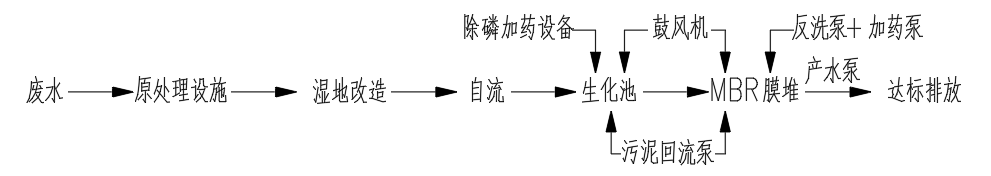 除磷加药设备 鼓风机 反洗泵+ 加药泵
废水 原处理设施 湿地改造 自流 生化池 MBR膜堆 产水泵 达标排放
污泥回流泵